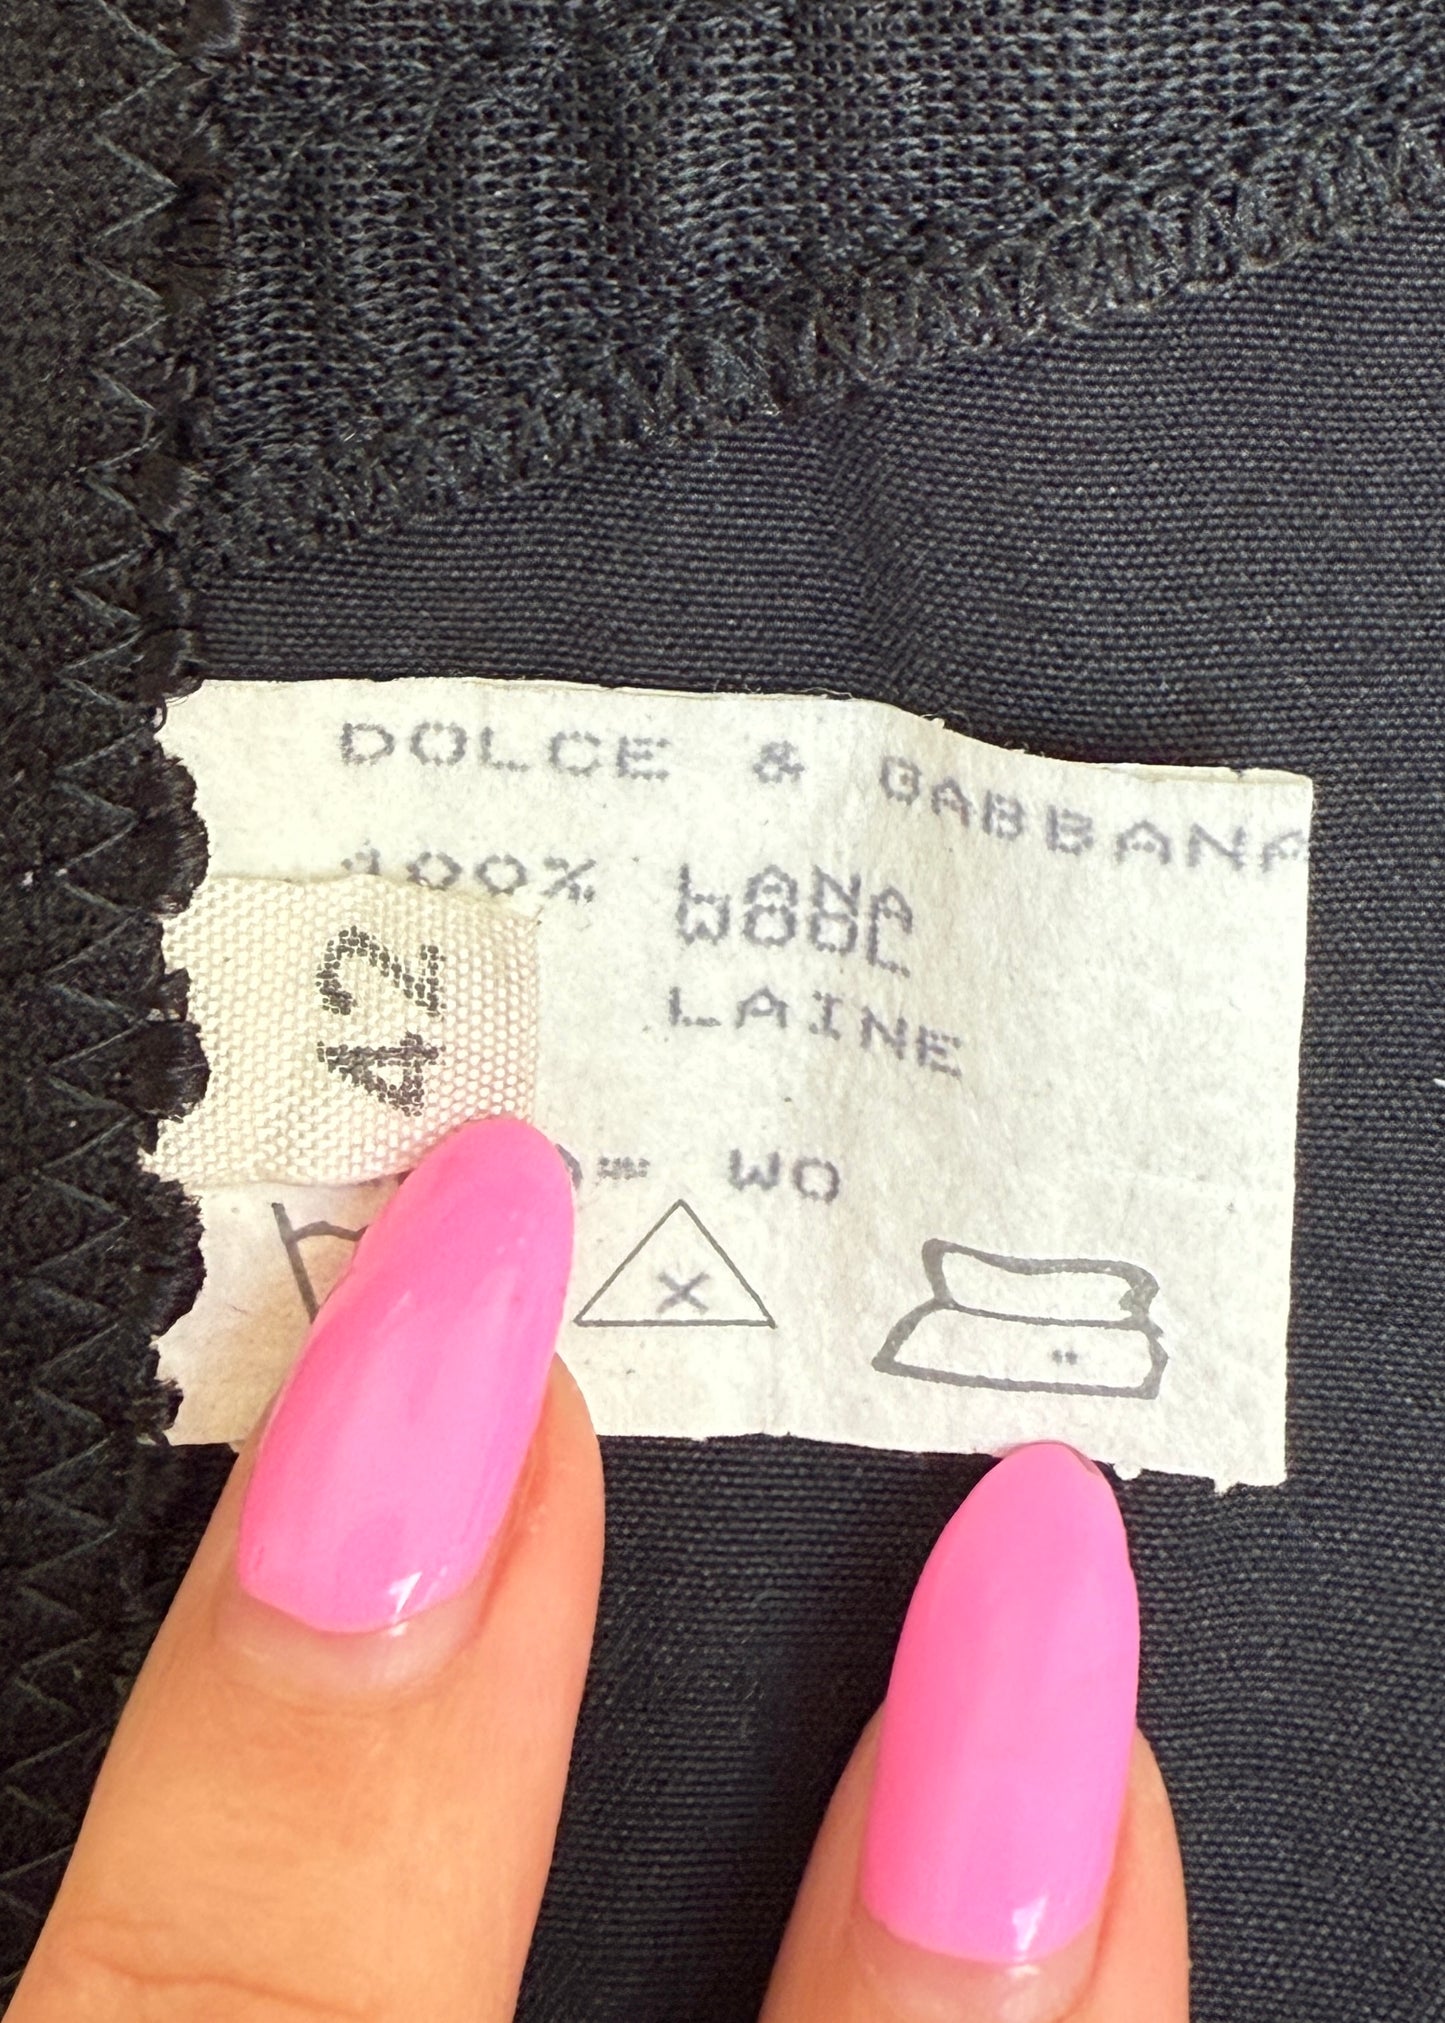 DOLCE & GABBANA
100% LANA
WOOL
LAINE
42
WO
X